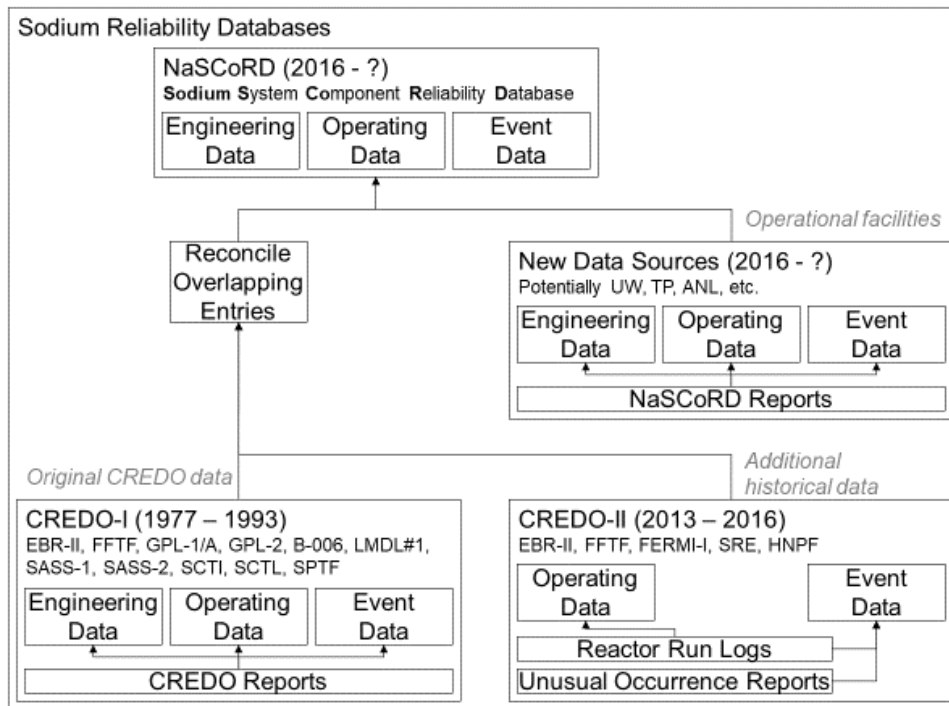 Sodium Reliability Databases
NaSCoRD (2016 - ?)
Sodium System Component Reliability Database
Engineering
Data
Operating
Data
Event
Data
Operational facilities
Reconcile
Overlapping
Entries
New Data Sources (2016 - ?)
Potentially UW, TP, ANL, etc.
Engineering
Data
Operating
Data
Event
Data
NaSCoRD Reports
Original CREDO data
Additional
historical data
CREDO-I (1977 – 1993)
EBR-II, FFTF, GPL-1/A, GPL-2, B-006, LMDL#1,
SASS-1, SASS-2, SCTI, SCTL, SPTF
Engineering
Data
Operating
Data
Event
Data
CREDO Reports
CREDO-II (2013 – 2016)
EBR-II, FFTF, FERMI-I, SRE, HNPF
Operating
Data
Event
Data
Reactor Run Logs
Unusual Occurrence Reports